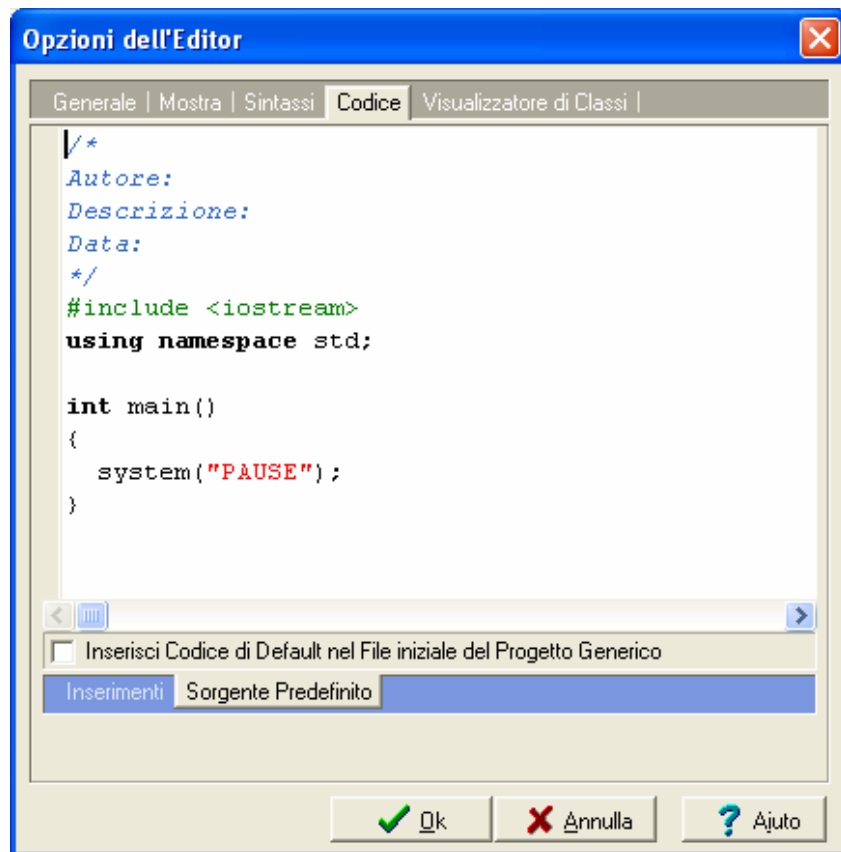 Opzioni dell'Editor
Generale | Mostra | Sintassi Codice Visualizzatore di Classi |
/*
Autore:
Descrizione:
Data:
*/
#include <iostream>
using namespace std;
int main()
{
system("PAUSE");
}
Inserisci Codice di Default nel File iniziale del Progetto Generico
Inserimenti Sorgente Predefinito
Ok Annulla ? Aiuto